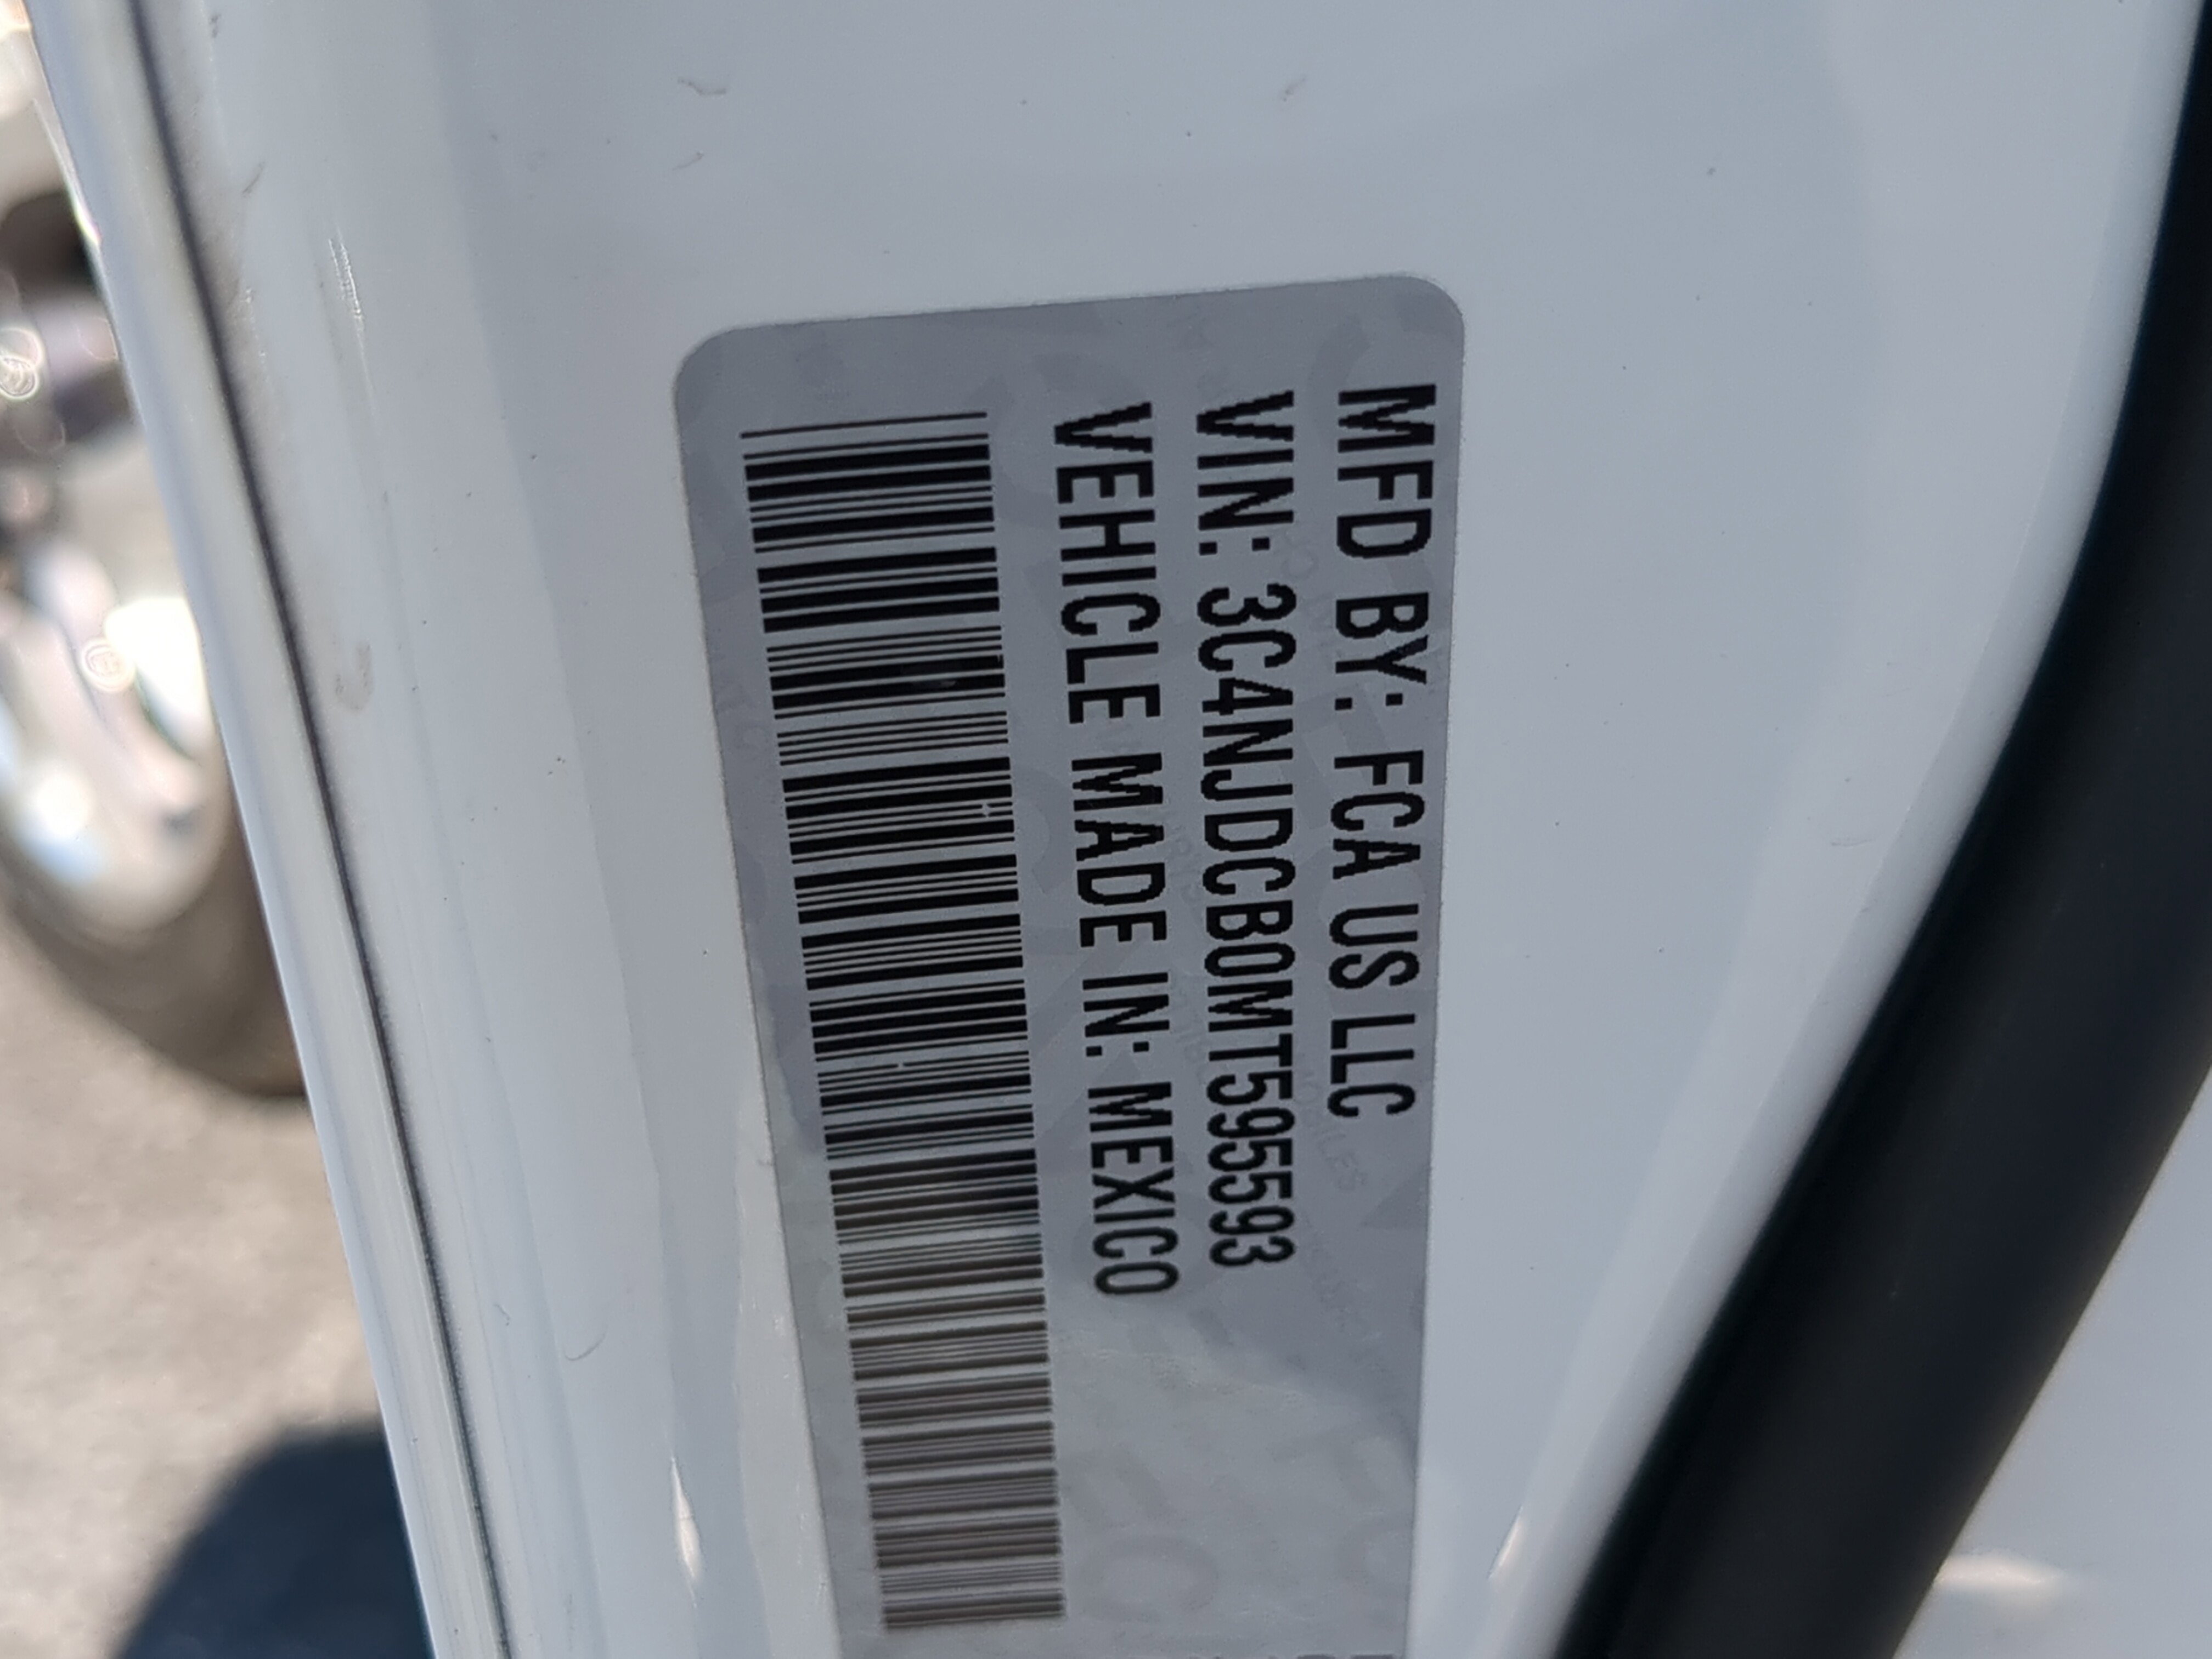 MFD BY: FCA US LLC
VIN: 3C4NJDCB0MT595593
VEHICLE MADE IN: MEXICO